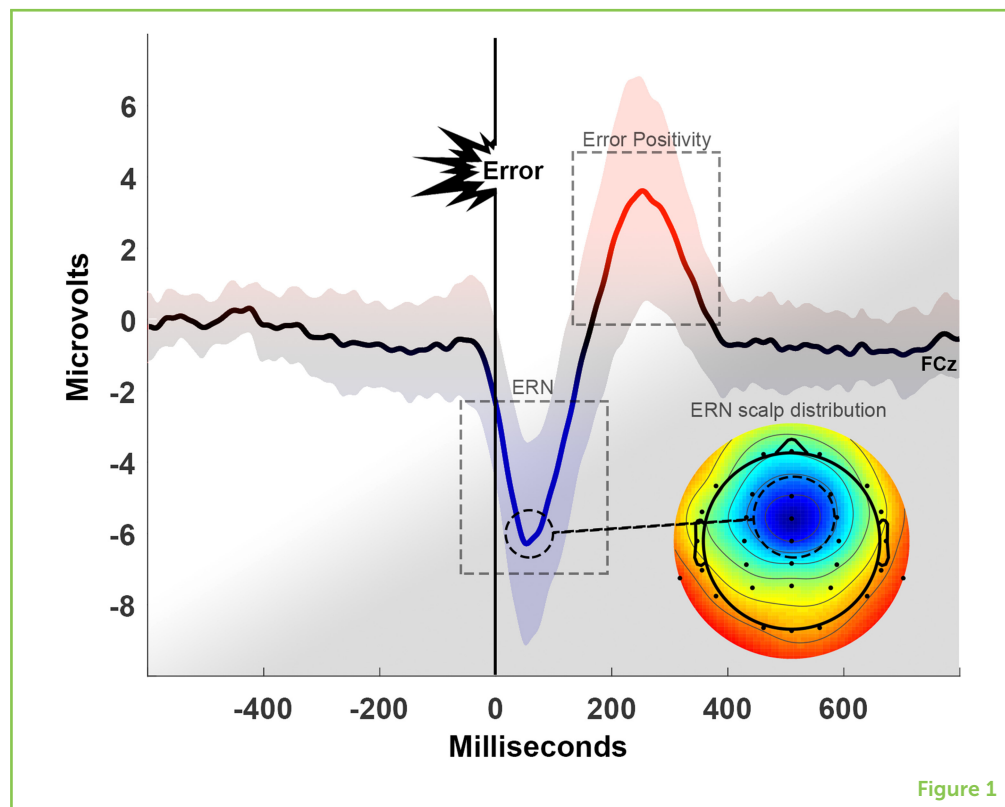 6
4
2
0
-2
-4
-6
-8
Microvolts
Error
Error Positivity
ERN
FCz
ERN scalp distribution
-400 -200 0 200 400 600
Milliseconds
Figure 1